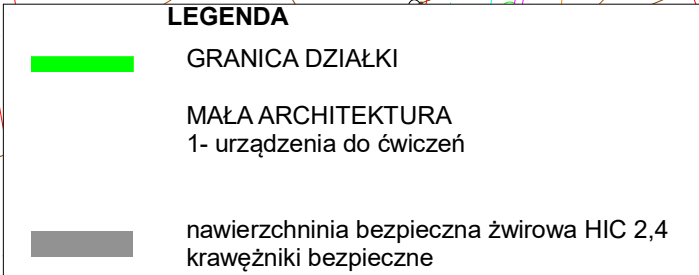 LEGENDA
GRANICA DZIAŁKI
MAŁA ARCHITEKTURA
1- urządzenia do ćwiczeń
nawierzchninia bezpieczna żwirowa HIC 2,4
krawężniki bezpieczne